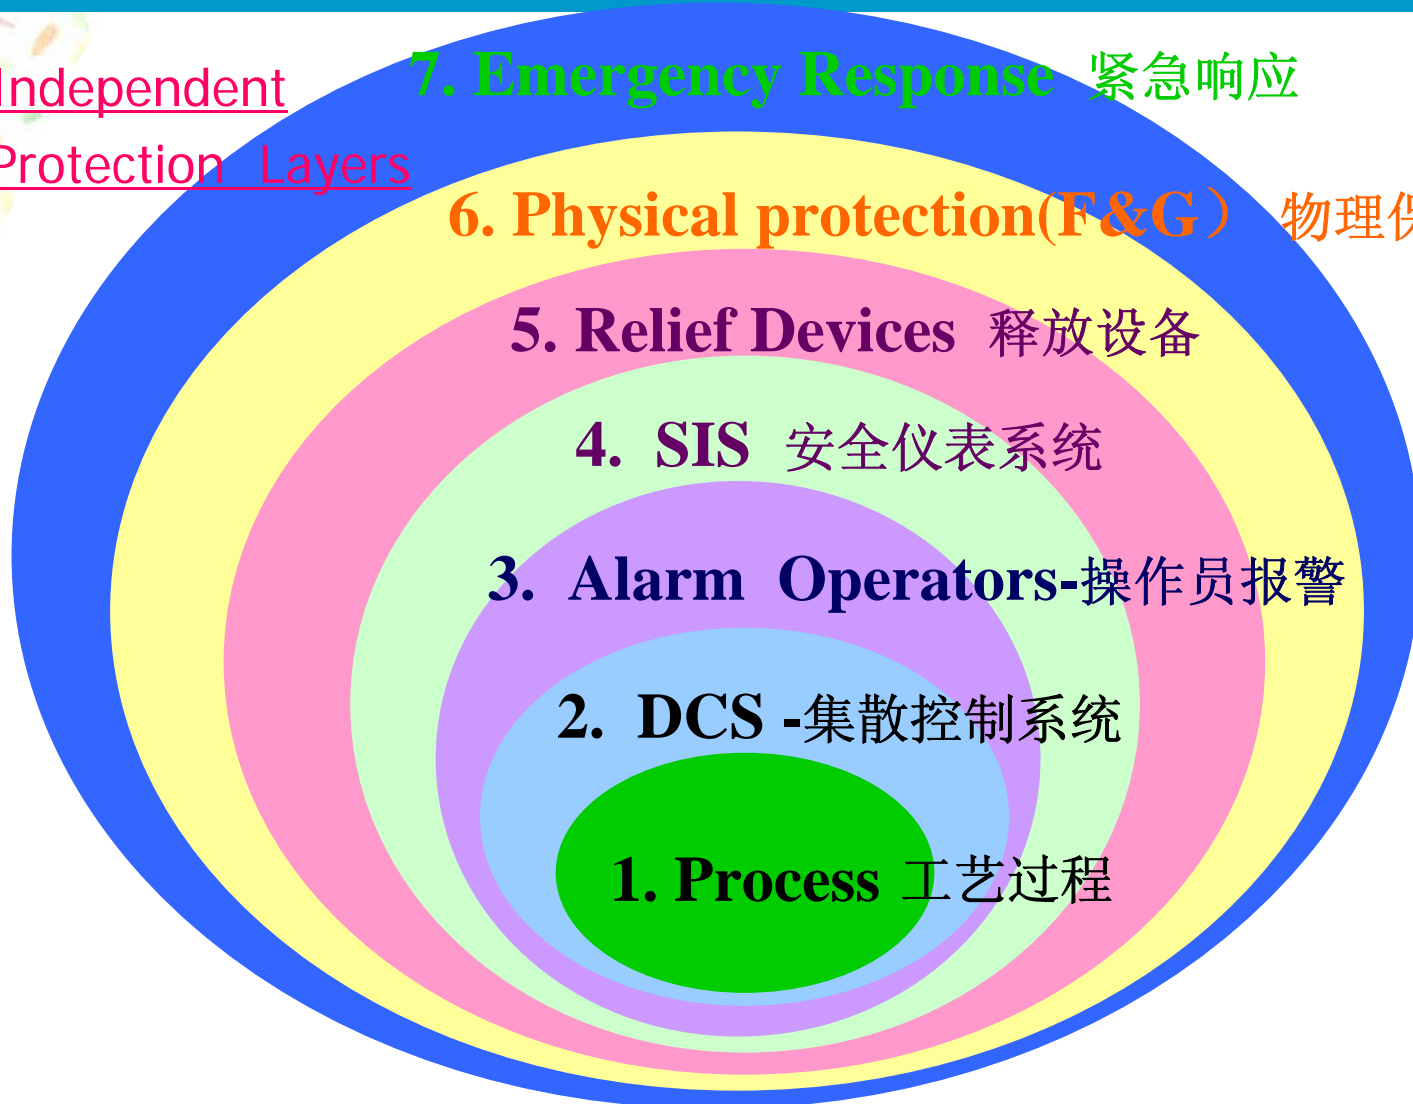 Independent
Protection Layers
7. Emergency Response 紧急响应
6. Physical protection(F&G） 物理保
5. Relief Devices 释放设备
4. SIS 安全仪表系统
3. Alarm Operators-操作员报警
2. DCS -集散控制系统
1. Process 工艺过程